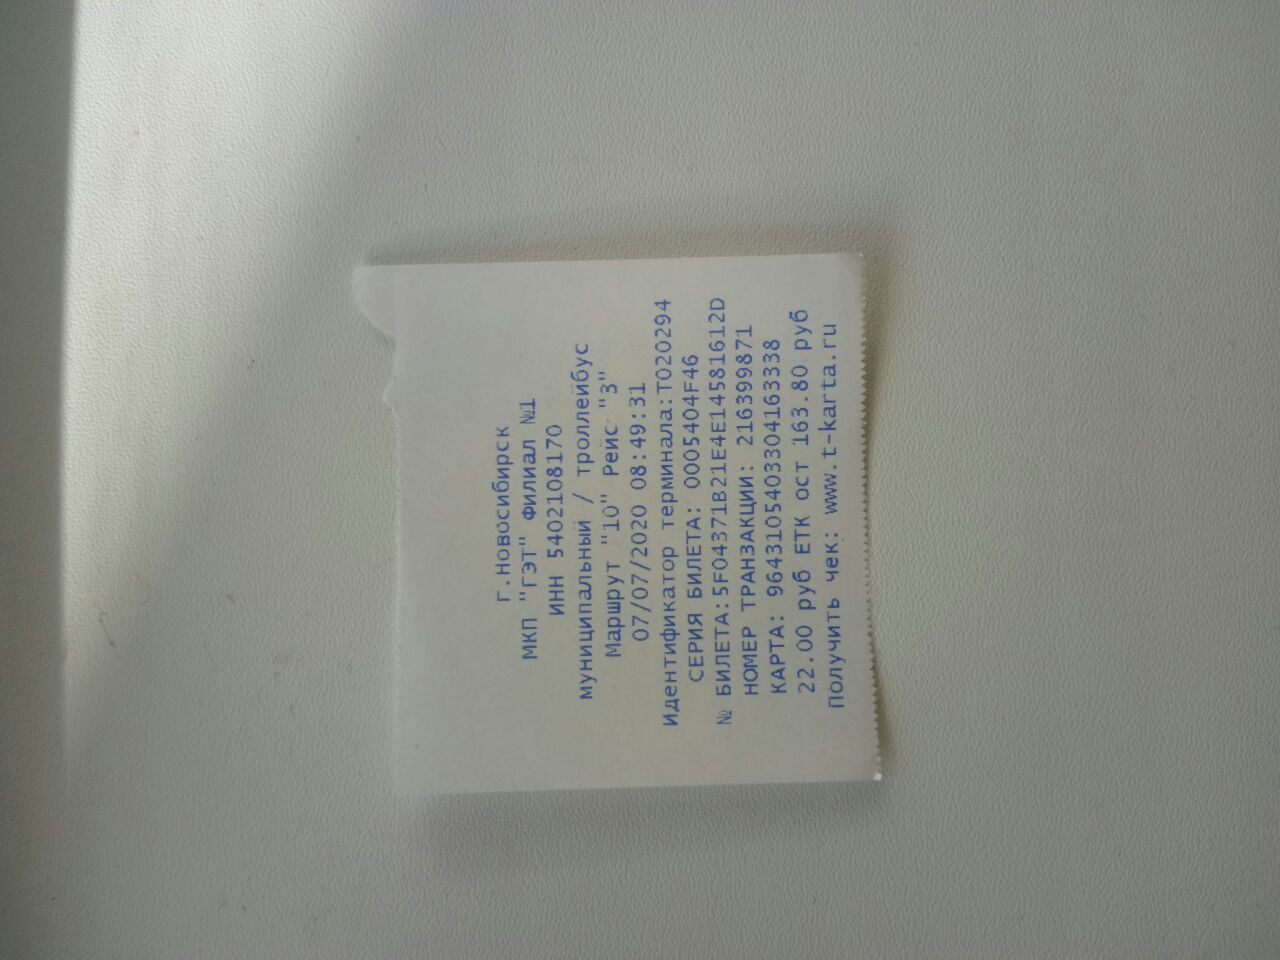 г.Новосибирск
МКП "ГЭТ" Филиал №1
ИНН 5402108170
муниципальный / троллейбус
Маршрут "10" Рейс "3"
07/07/2020 08:49:31
Идентификатор терминала:T020294
СЕРИЯ БИЛЕТА: 0005404F46
№ БИЛЕТА:5F04371B21E4E14581612D
НОМЕР ТРАНЗАКЦИИ: 216399871
КАРТА: 9643105403304163338
22.00 руб ЕТК ост 163.80 руб
Получить чек: www.t-karta.ru